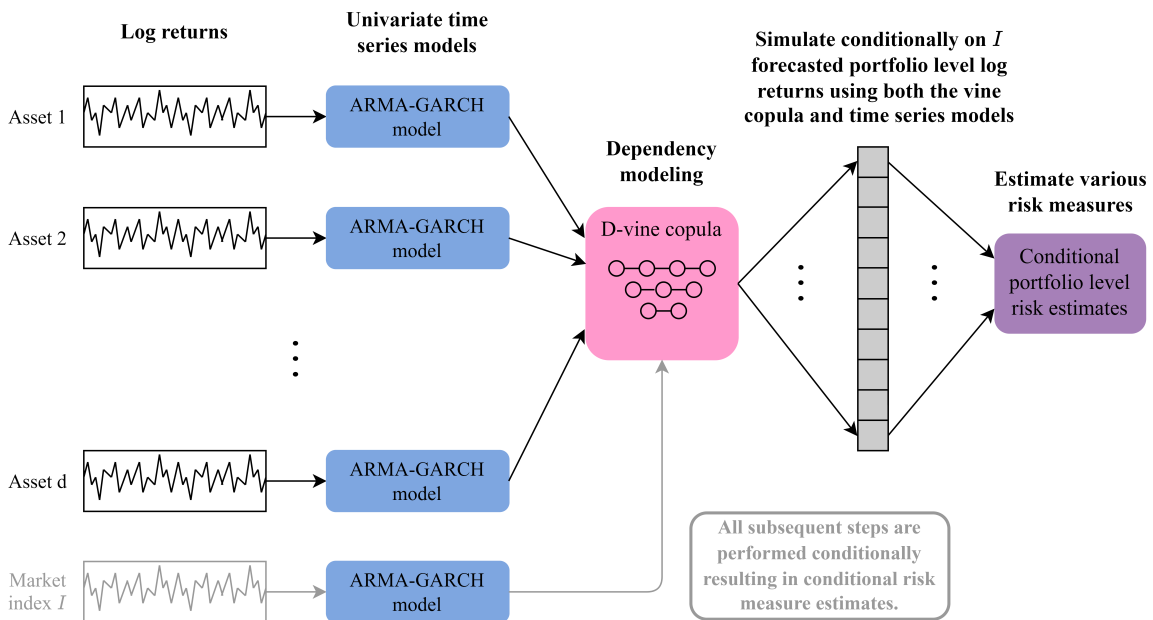 Log returns
Univariate time
series models
Simulate conditionally on I
forecasted portfolio level log
returns using both the vine
copula and time series models
Asset 1
ARMA-GARCH
model
Dependency
modeling
Estimate various
risk measures
Asset 2
ARMA-GARCH
model
D-vine copula
Conditional
portfolio level
risk estimates
Asset d
ARMA-GARCH
model
Market
index I
ARMA-GARCH
model
All subsequent steps are
performed conditionally
resulting in conditional risk
measure estimates.